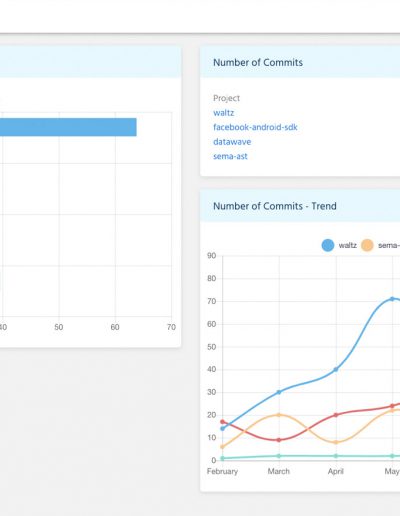 Number of Commits
Project
waltz
facebook-android-sdk
datawave
sema-ast
40 50 60 70
Number of Commits - Trend
waltz sema-
90
80
70
60
50
40
30
20
10
0
February March April May